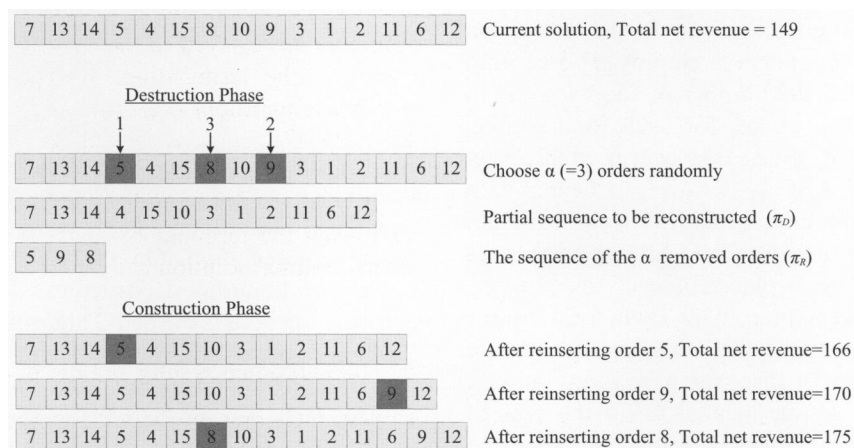 7 13 14 5 4 15 8 10 9 3 1 2 11 6 12 Current solution, Total net revenue = 149
Destruction Phase
1 3 2
7 13 14 5 4 15 8 10 9 3 1 2 11 6 12 Choose α (=3) orders randomly
7 13 14 4 15 10 3 1 2 11 6 12 Partial sequence to be reconstructed (π_D)
5 9 8 The sequence of the α removed orders (π_R)
Construction Phase
7 13 14 5 4 15 10 3 1 2 11 6 12 After reinserting order 5, Total net revenue=166
7 13 14 5 4 15 10 3 1 2 11 6 9 12 After reinserting order 9, Total net revenue=170
7 13 14 5 4 15 8 10 3 1 2 11 6 9 12 After reinserting order 8, Total net revenue=175